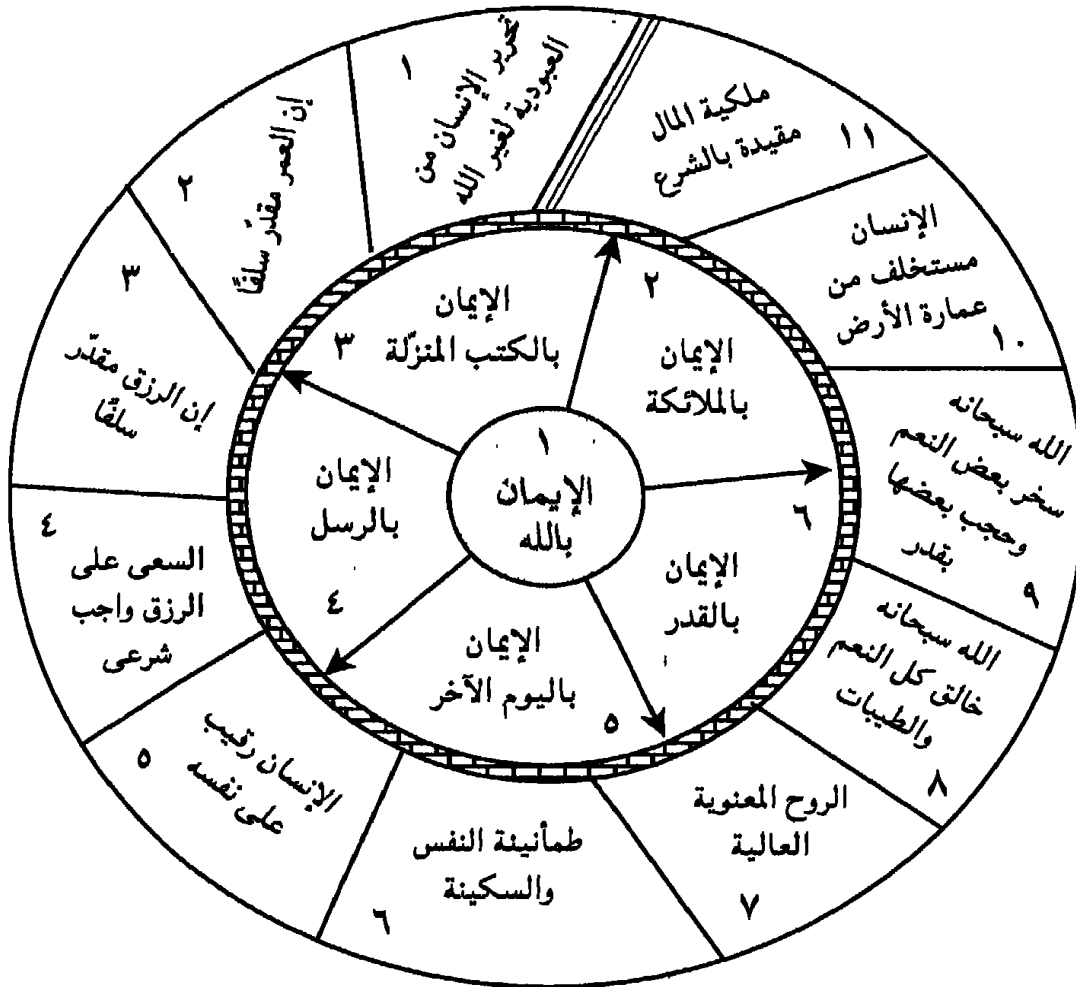 ١
الإيمان
بالله
٢
الإيمان
بالملائكة
٣
الإيمان
بالكتب المنزّلة
٤
الإيمان
بالرسل
٥
الإيمان
باليوم الآخر
٦
الإيمان
بالقدر
١
تحرير الإنسان من
العبودية لغير الله
٢
إن العمر مقدّر سلفًا
٣
إن الرزق مقدّر
سلفًا
٤
السعى على
الرزق واجب
شرعى
٥
الإنسان رقيب
على نفسه
٦
طمأنينة النفس
والسكينة
٧
الروح المعنوية
العالية
٨
الله سبحانه
خالق كل النعم
والطيبات
٩
الله سبحانه
سخر بعض النعم
وحجب بعضها
بقدر
١٠
الإنسان
مستخلف من
عمارة الأرض
١١
ملكية المال
مقيدة بالشرع